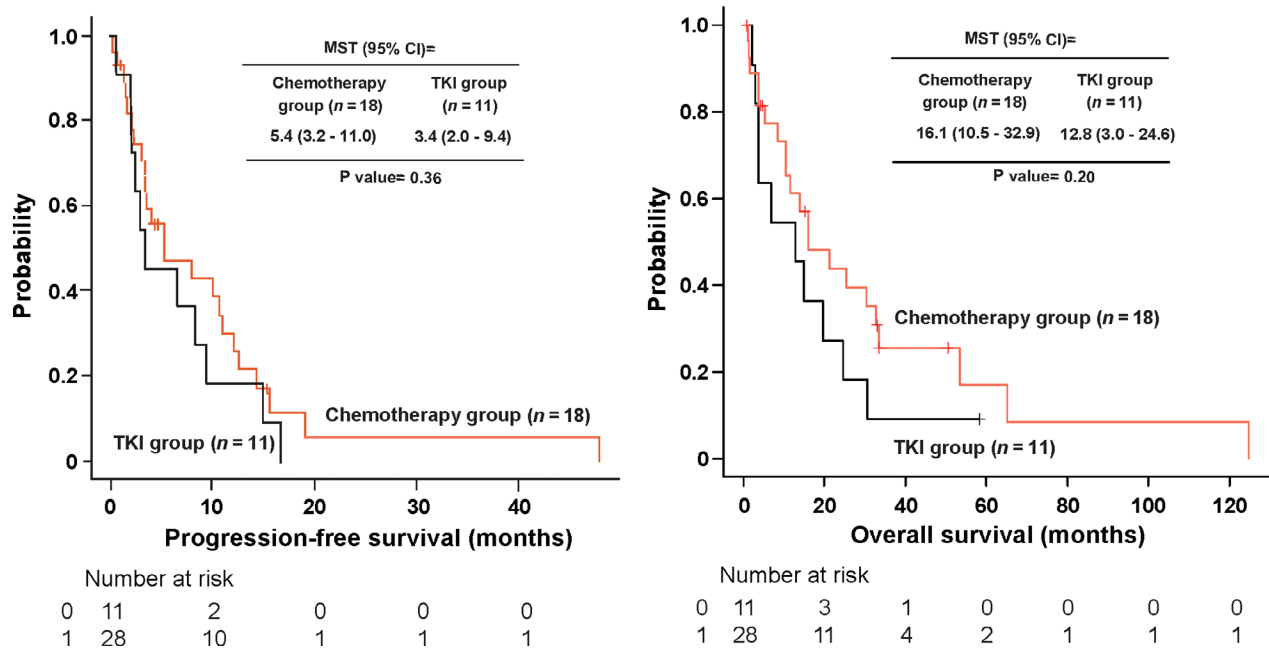 MST (95% CI)=
Chemotherapy TKI group
group (n = 18) (n = 11)
5.4 (3.2 - 11.0) 3.4 (2.0 - 9.4)
P value= 0.36
1.0
0.8
0.6
0.4
0.2
0
Probability
Chemotherapy group (n = 18)
TKI group (n = 11)
0 10 20 30 40
Progression-free survival (months)
Number at risk
0 11 2 0 0 0
1 28 10 1 1 1
MST (95% CI)=
Chemotherapy TKI group
group (n = 18) (n = 11)
16.1 (10.5 - 32.9) 12.8 (3.0 - 24.6)
P value= 0.20
1.0
0.8
0.6
0.4
0.2
0
Probability
Chemotherapy group (n = 18)
TKI group (n = 11)
0 20 40 60 80 100 120
Overall survival (months)
Number at risk
0 11 3 1 0 0 0 0
1 28 11 4 2 1 1 1